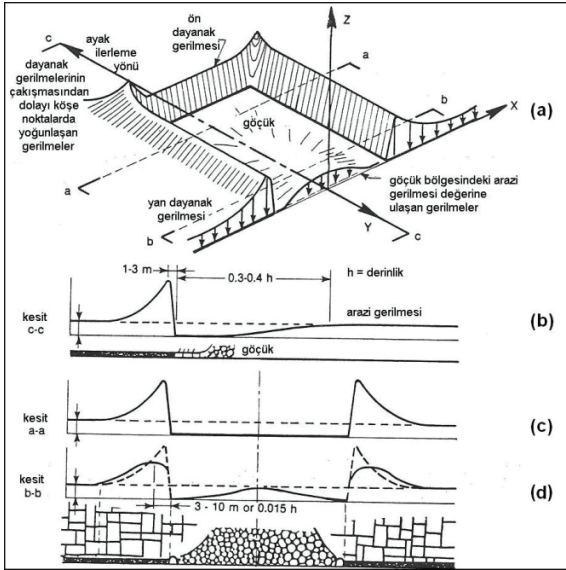 ön
dayanak
gerilmesi
Z
c
ayak
ilerleme
yönü
dayanak
gerilmelerinin
çakışmasından
dolayı köşe
noktalarda
yoğunlaşan
gerilmeler
a
b
X
(a)
göçük
a
yan dayanak
gerilmesi
b
göçük bölgesindeki arazi
gerilmesi değerine
ulaşan gerilmeler
Y
c
1-3 m
0.3-0.4 h
h = derinlik
kesit
c-c
arazi gerilmesi
(b)
göçük
kesit
a-a
(c)
kesit
b-b
(d)
3 - 10 m or 0.015 h